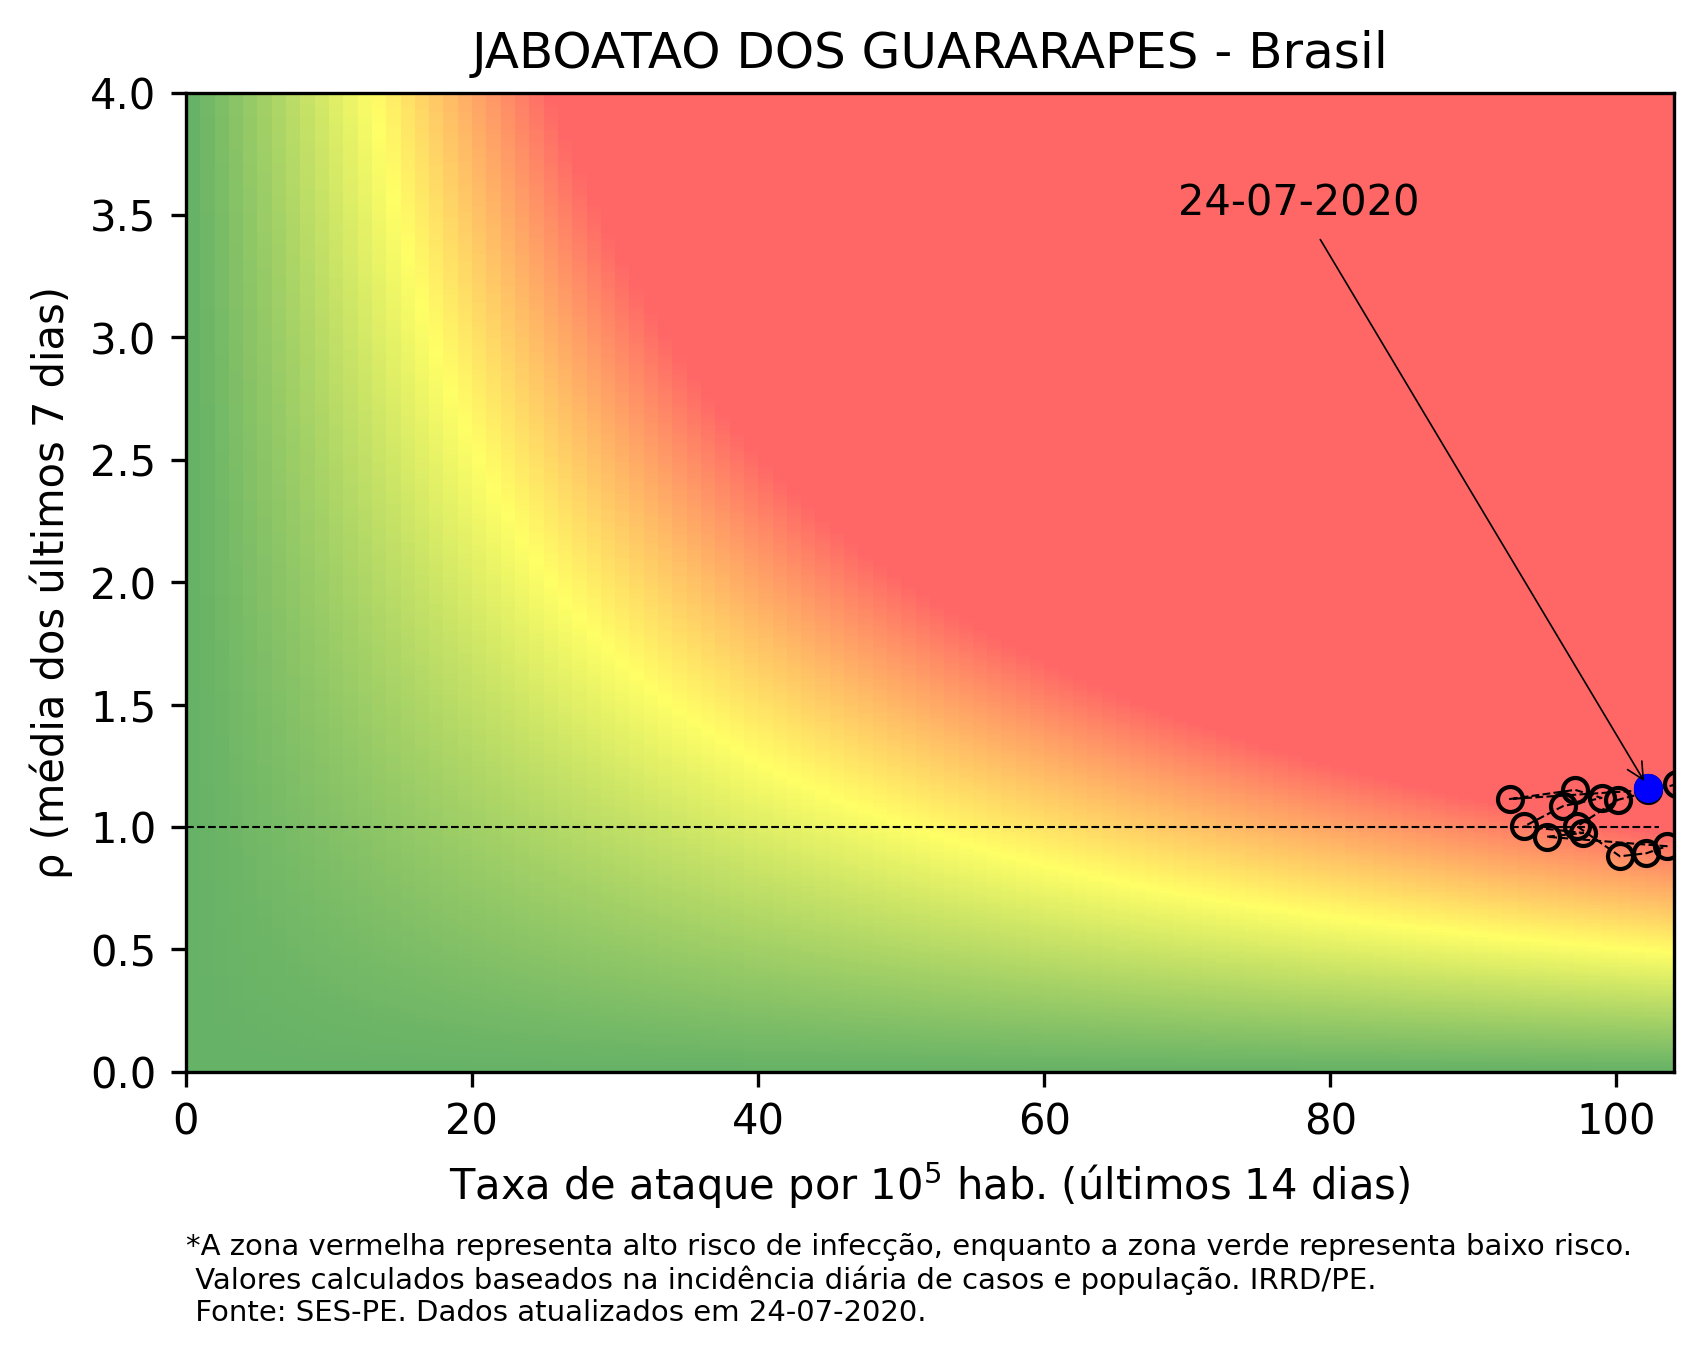 JABOATAO DOS GUARARAPES - Brasil
4.0
3.5
3.0
2.5
2.0
1.5
1.0
0.5
0.0
ρ (média dos últimos 7 dias)
24-07-2020
0 20 40 60 80 100
Taxa de ataque por 10⁵ hab. (últimos 14 dias)
*A zona vermelha representa alto risco de infecção, enquanto a zona verde representa baixo risco.
Valores calculados baseados na incidência diária de casos e população. IRRD/PE.
Fonte: SES-PE. Dados atualizados em 24-07-2020.